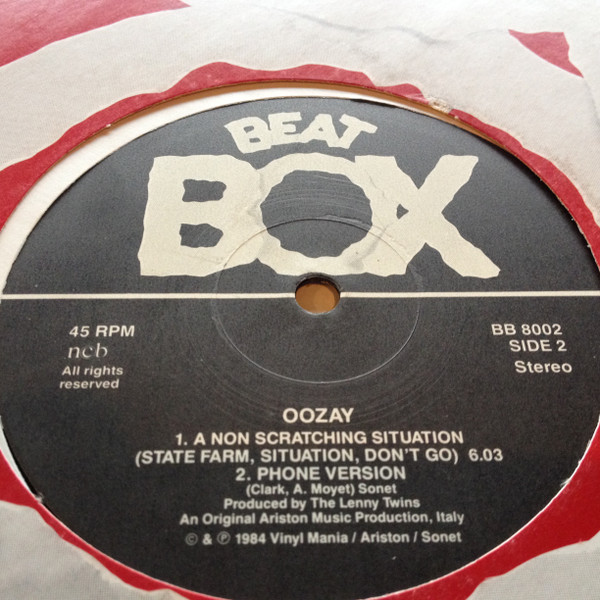 BEAT
BOX
45 RPM
ncb
All rights
reserved
BB 8002
SIDE 2
Stereo
OOZAY
1. A NON SCRATCHING SITUATION
(STATE FARM, SITUATION, DON'T GO) 6.03
2. PHONE VERSION
(Clark, A. Moyet) Sonet
Produced by The Lenny Twins
An Original Ariston Music Production, Italy
© & ℗ 1984 Vinyl Mania / Ariston / Sonet